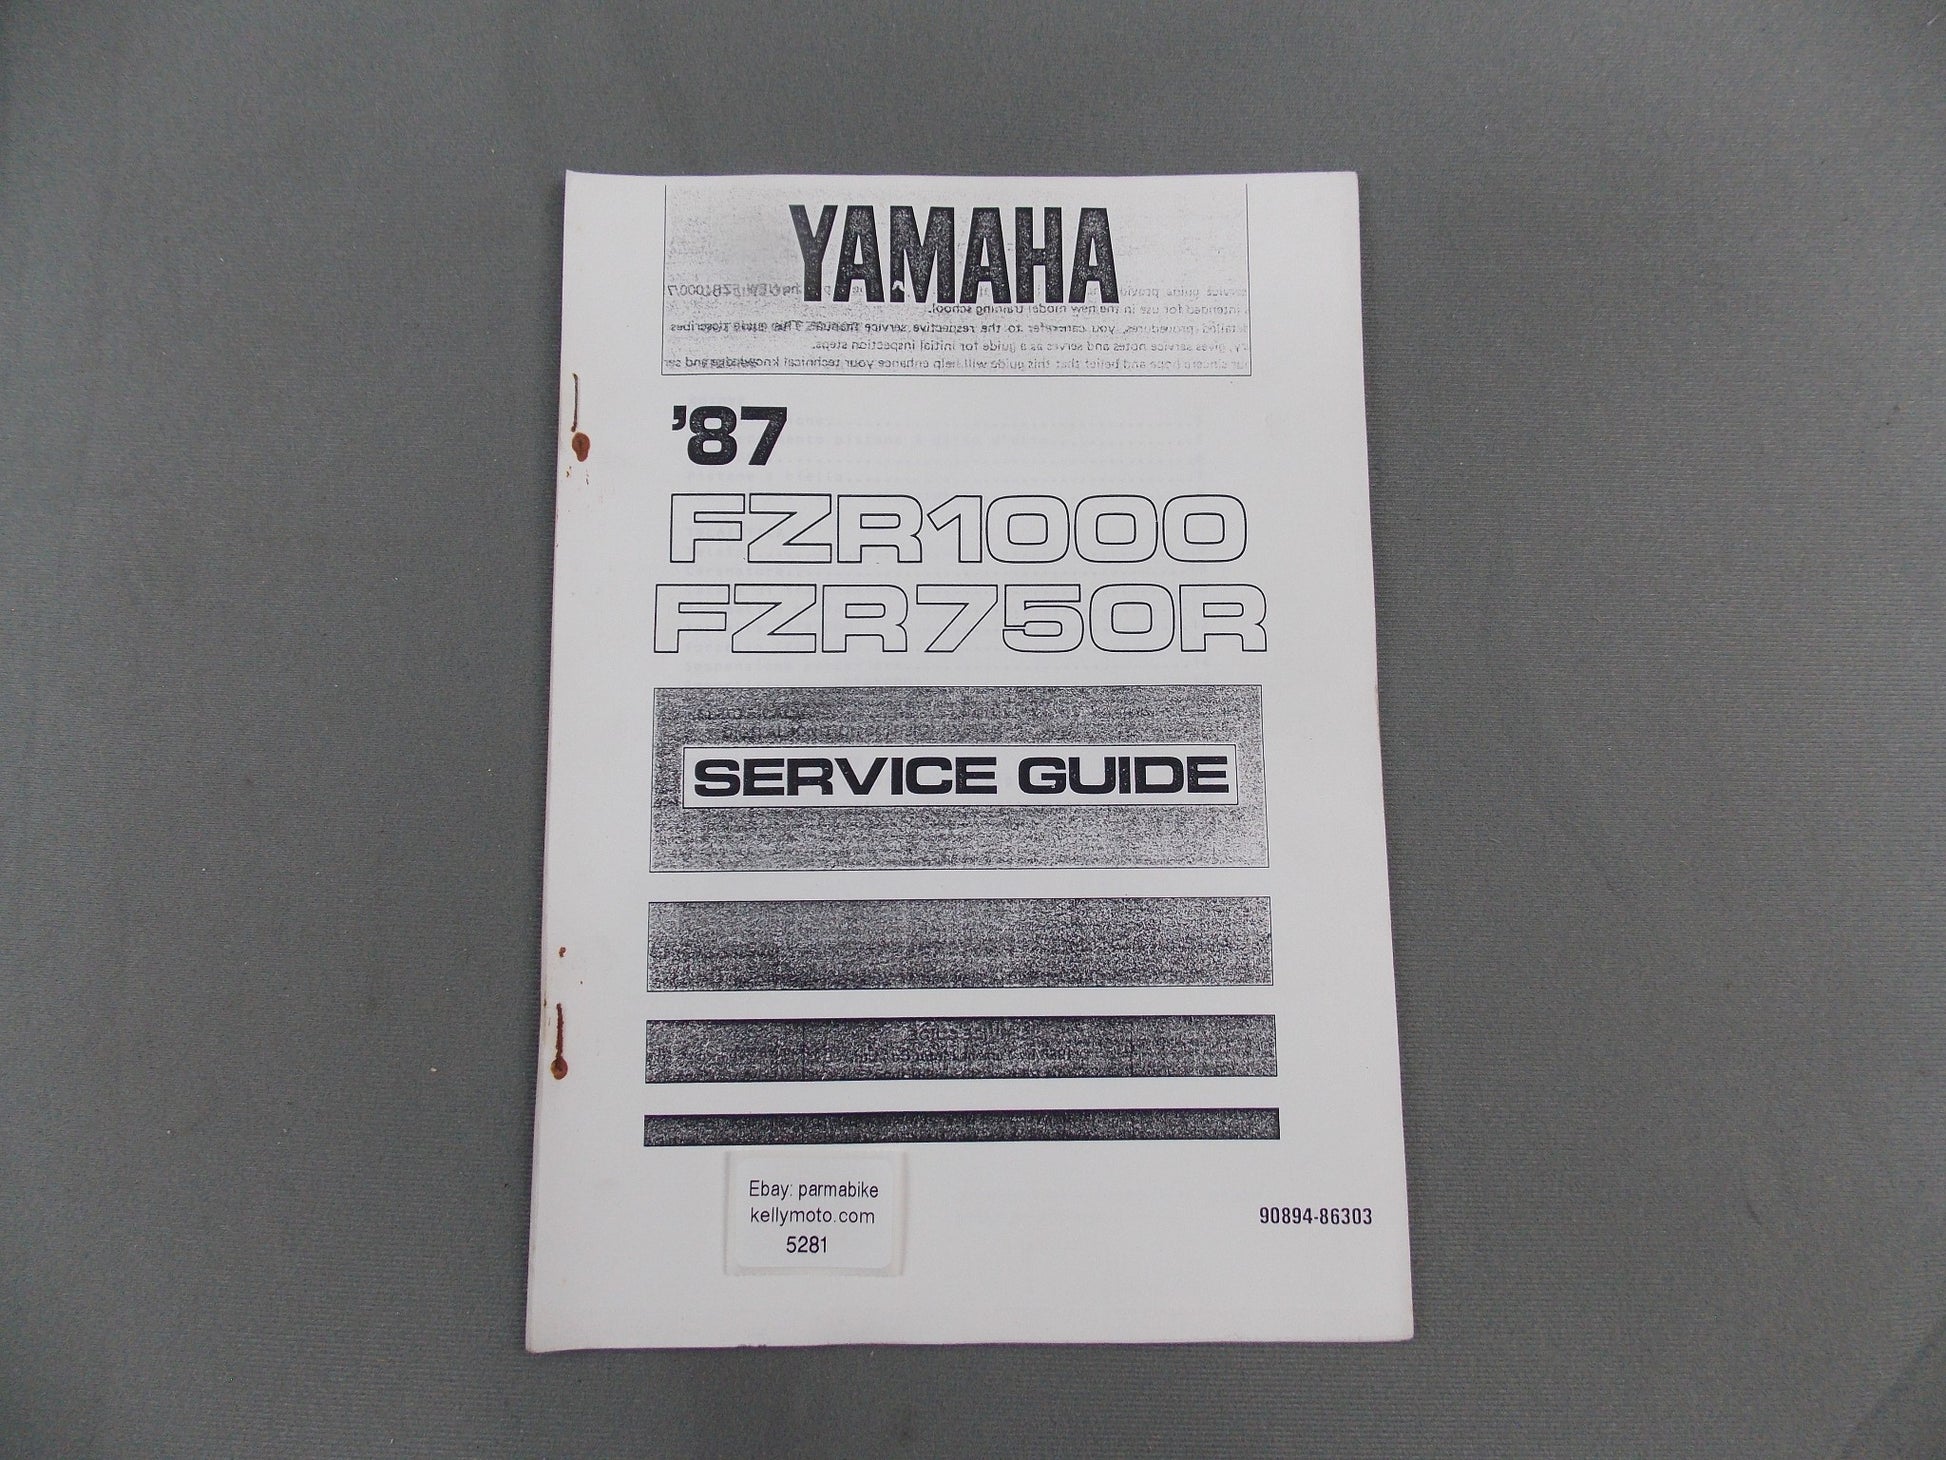 YAMAHA
'87
FZR1000
FZR750R
SERVICE GUIDE
Ebay: parmabike
kellymoto.com
5281
90894-86303